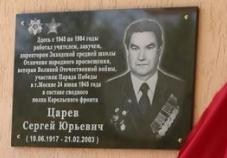 Здесь с 1948 по 1984 годы
работал учителем, завучем,
директором Заходской средней школы
Отличник народного просвещения,
ветеран Великой Отечественной войны,
участник Парада Победы
в г.Москве 24 июня 1945 года
в составе сводного
полка Карельского фронта
Царев
Сергей Юрьевич
(10.06.1917 - 21.02.2003)